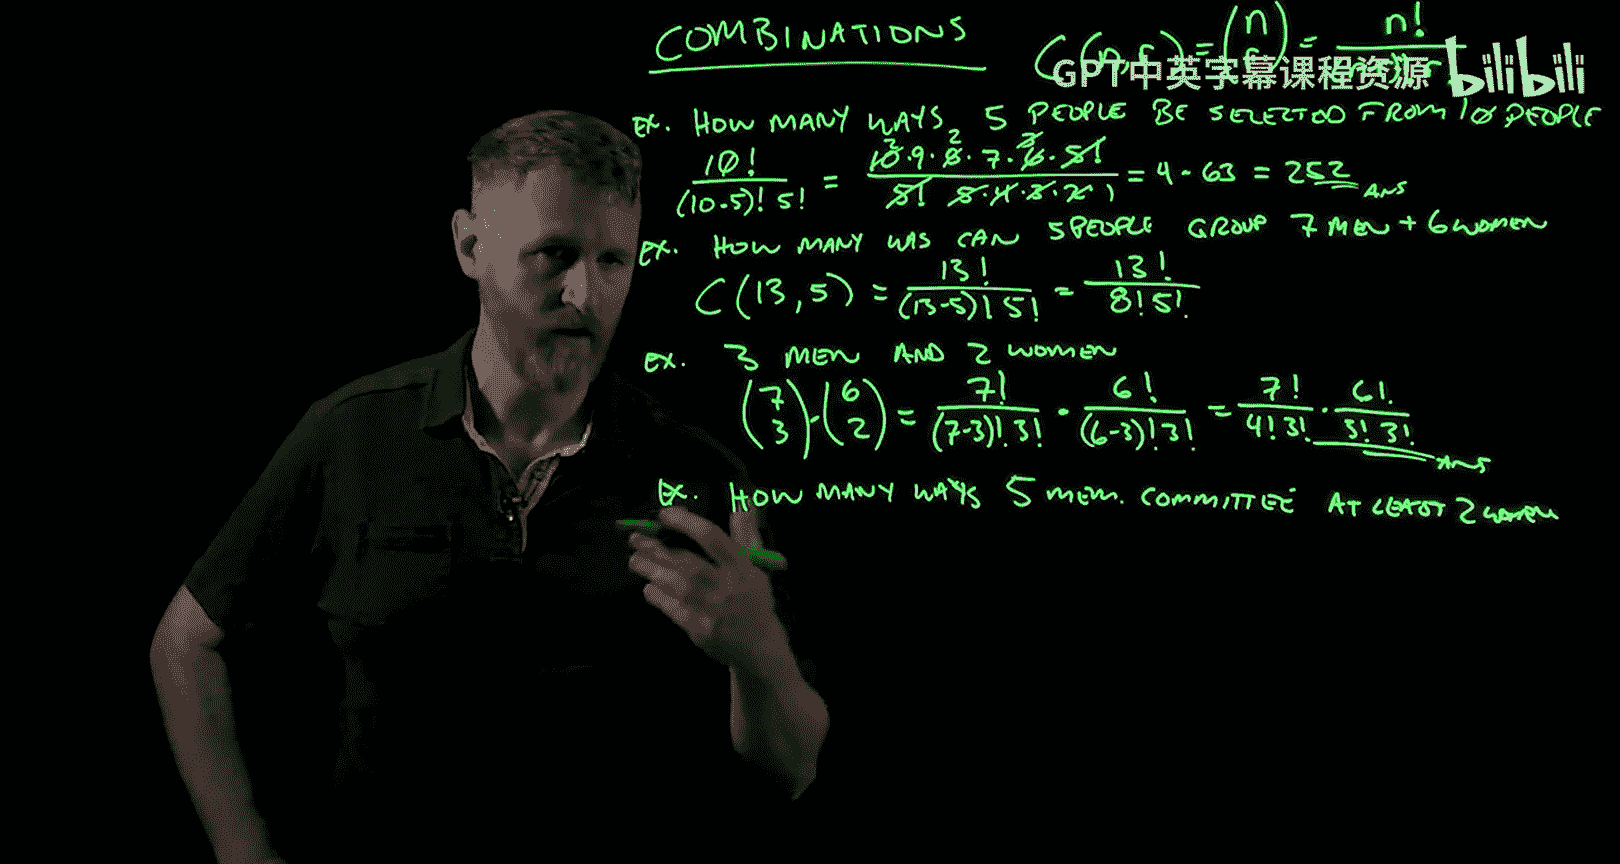 COMBINATIONS C(n,r) = (n r) = n!
GPT中英字幕课程资源 bilibili
EX. HOW MANY WAYS 5 PEOPLE BE SELECTED FROM 10 PEOPLE
10! / (10-5)! 5! = 10·9·8·7·6·5! / 5! 5·4·3·2·1 = 4·63 = 252 ANS
EX. HOW MANY WAS CAN 5 PEOPLE GROUP 7 MEN + 6 WOMEN
C(13,5) = 13! / (13-5)! 5! = 13! / 8! 5!
EX. 3 MEN AND 2 WOMEN
(7 3)·(6 2) = 7! / (7-3)! 3! · 6! / (6-3)! 3! = 7! / 4! 3! · 6! / 3! 3! ANS
EX. HOW MANY WAYS 5 MEM. COMMITTEE AT LEAST 2 WOMEN